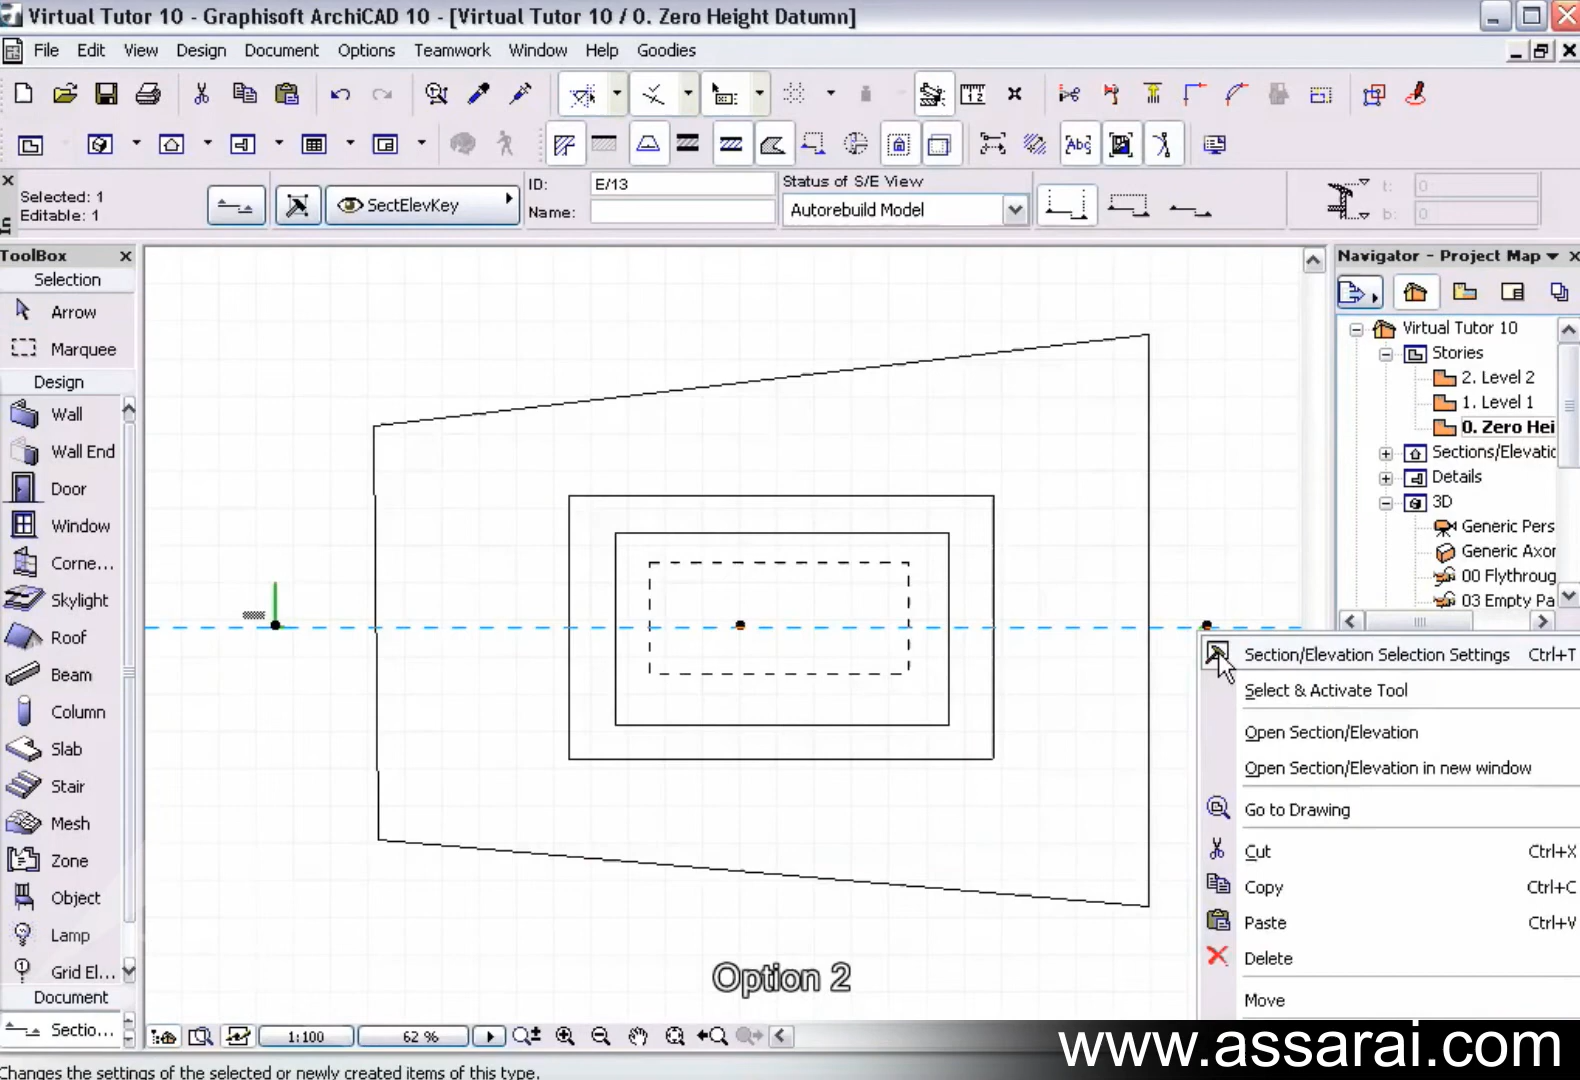 Virtual Tutor 10 - Graphisoft ArchiCAD 10 - [Virtual Tutor 10 / 0. Zero Height Datumn]
File Edit View Design Document Options Teamwork Window Help Goodies
Selected: 1
Editable: 1
SectElevKey
ID: E/13
Name:
Status of S/E View
Autorebuild Model
t: 0
b: 0
ToolBox
Selection
Arrow
Marquee
Design
Wall
Wall End
Door
Window
Corne...
Skylight
Roof
Beam
Column
Slab
Stair
Mesh
Zone
Object
Lamp
Grid El...
Document
Sectio...
Navigator - Project Map
Virtual Tutor 10
Stories
2. Level 2
1. Level 1
0. Zero Hei
Sections/Elevatic
Details
3D
Generic Pers
Generic Axor
00 Flythroug
03 Empty Pa
Section/Elevation Selection Settings Ctrl+T
Select & Activate Tool
Open Section/Elevation
Open Section/Elevation in new window
Go to Drawing
Cut Ctrl+X
Copy Ctrl+C
Paste Ctrl+V
Delete
Move
Option 2
1:100
62 %
www.assarai.com
Changes the settings of the selected or newly created items of this type.